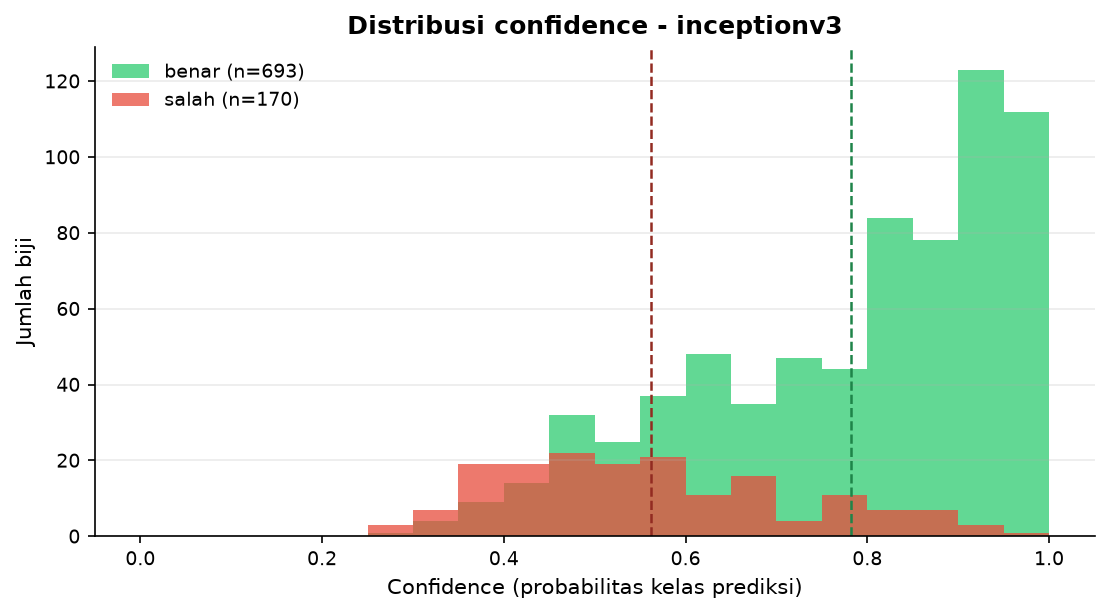 Distribusi confidence - inceptionv3
benar (n=693)
salah (n=170)
Jumlah biji
120
100
80
60
40
20
0
0.0 0.2 0.4 0.6 0.8 1.0
Confidence (probabilitas kelas prediksi)